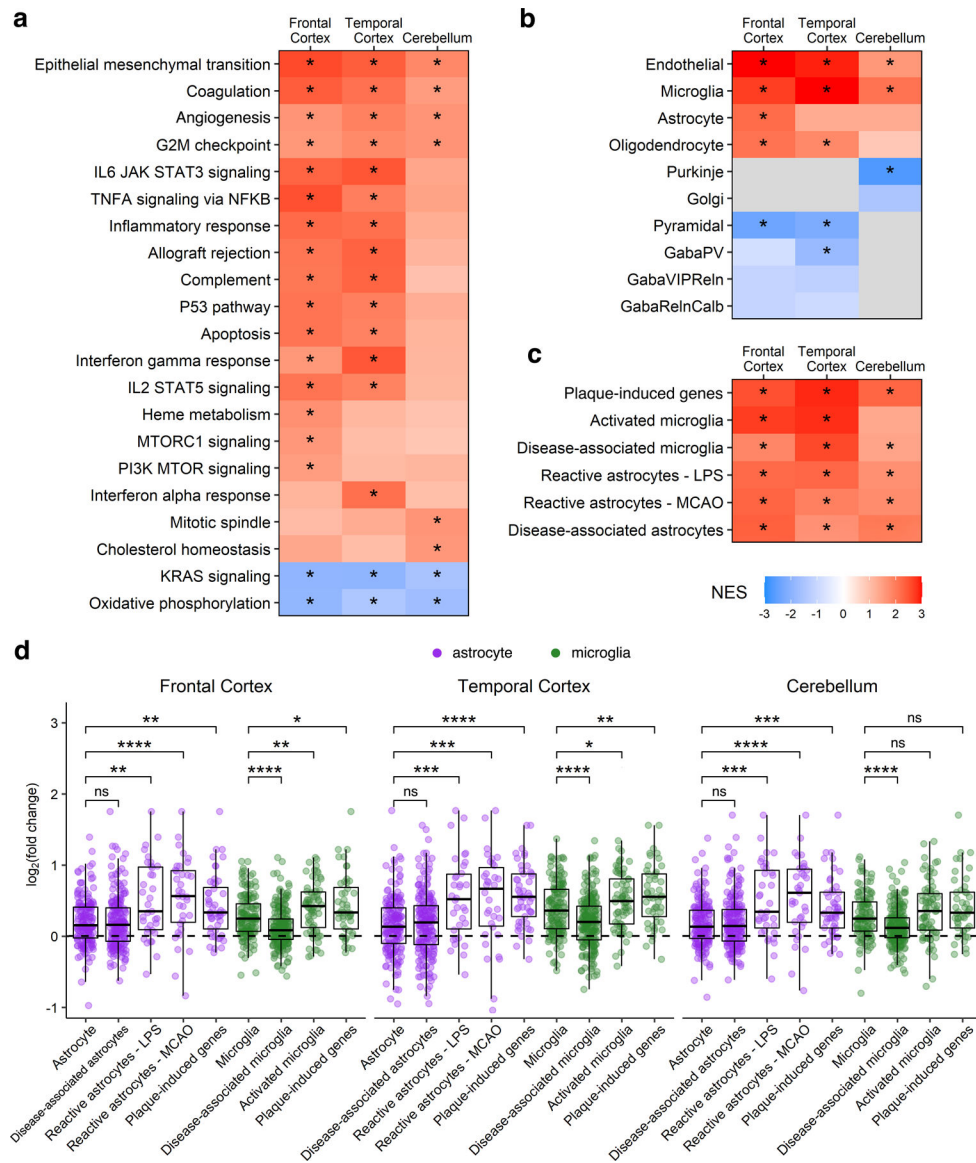 a
Frontal Cortex
Temporal Cortex
Cerebellum
Epithelial mesenchymal transition * * *
Coagulation * * *
Angiogenesis * * *
G2M checkpoint * * *
IL6 JAK STAT3 signaling * *
TNFA signaling via NFKB * *
Inflammatory response * *
Allograft rejection * *
Complement * *
P53 pathway * *
Apoptosis * *
Interferon gamma response * *
IL2 STAT5 signaling * *
Heme metabolism *
MTORC1 signaling *
PI3K MTOR signaling *
Interferon alpha response *
Mitotic spindle *
Cholesterol homeostasis *
KRAS signaling * * *
Oxidative phosphorylation * * *
b
Frontal Cortex
Temporal Cortex
Cerebellum
Endothelial * * *
Microglia * * *
Astrocyte *
Oligodendrocyte * *
Purkinje *
Golgi
Pyramidal * *
GabaPV *
GabaVIPReln
GabaRelnCalb
c
Frontal Cortex
Temporal Cortex
Cerebellum
Plaque-induced genes * * *
Activated microglia * *
Disease-associated microglia * * *
Reactive astrocytes - LPS * * *
Reactive astrocytes - MCAO * * *
Disease-associated astrocytes * * *
NES
-3 -2 -1 0 1 2 3
d
astrocyte microglia
Frontal Cortex Temporal Cortex Cerebellum
log2(fold change)
3
2
1
0
-1
** * **** ** *** ns
**** ** *** * **** ns
** **** *** **** *** ****
ns ns ns
Astrocyte
Disease-associated astrocytes
Reactive astrocytes - LPS
Reactive astrocytes - MCAO
Plaque-induced genes
Microglia
Disease-associated microglia
Activated microglia
Plaque-induced genes
Astrocyte
Disease-associated astrocytes
Reactive astrocytes - LPS
Reactive astrocytes - MCAO
Plaque-induced genes
Microglia
Disease-associated microglia
Activated microglia
Plaque-induced genes
Astrocyte
Disease-associated astrocytes
Reactive astrocytes - LPS
Reactive astrocytes - MCAO
Plaque-induced genes
Microglia
Disease-associated microglia
Activated microglia
Plaque-induced genes